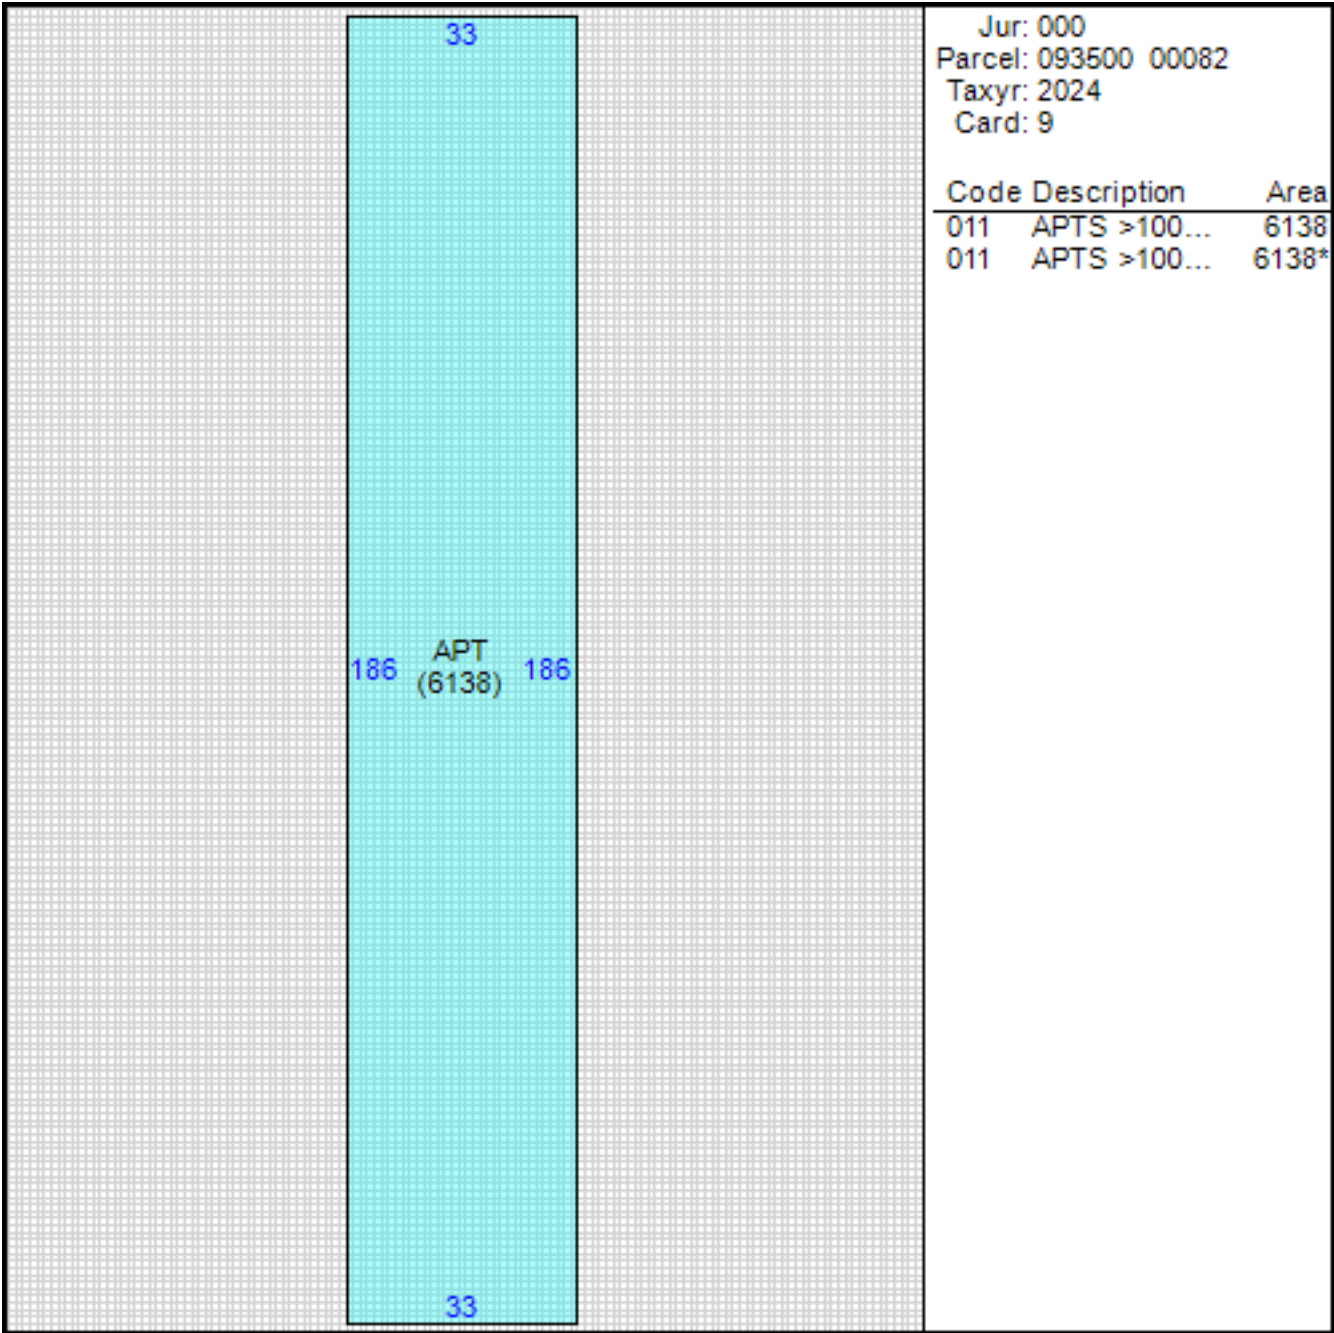 33
186 APT 186
(6138)
33
Jur: 000
Parcel: 093500 00082
Taxyr: 2024
Card: 9
Code Description Area
011 APTS >100... 6138
011 APTS >100... 6138*